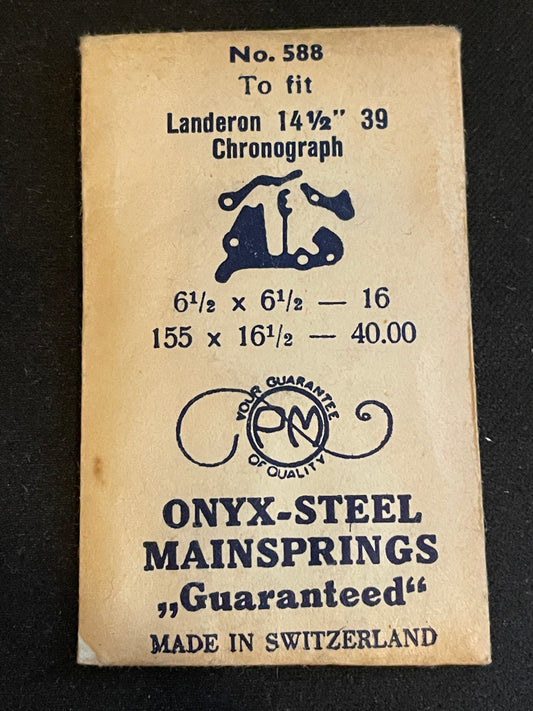 No. 588
To fit
Landeron 14½" 39
Chronograph
6½ x 6½ — 16
155 x 16½ — 40.00
YOUR GUARANTEE
PM
OF QUALITY
ONYX-STEEL
MAINSPRINGS
„Guaranteed“
MADE IN SWITZERLAND